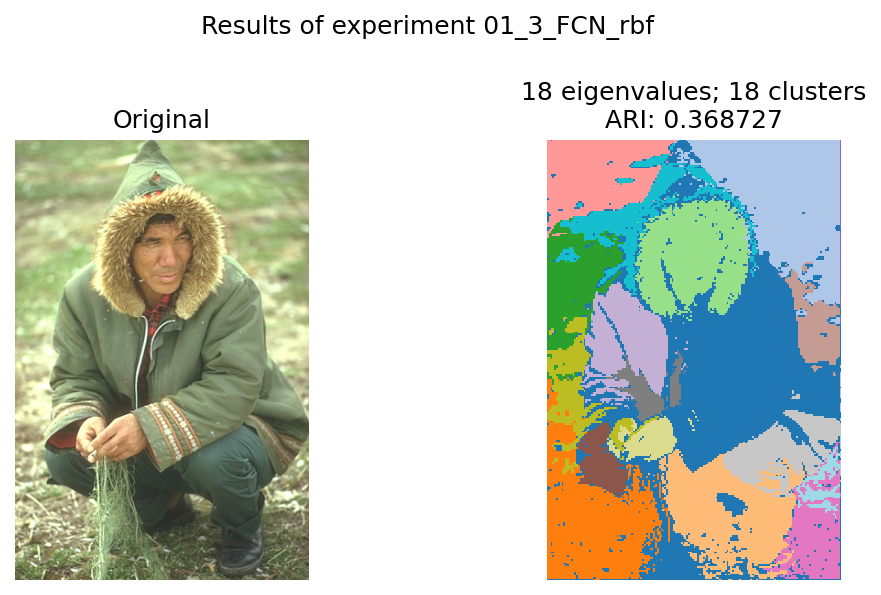 Results of experiment 01_3_FCN_rbf
Original
18 eigenvalues; 18 clusters
ARI: 0.368727